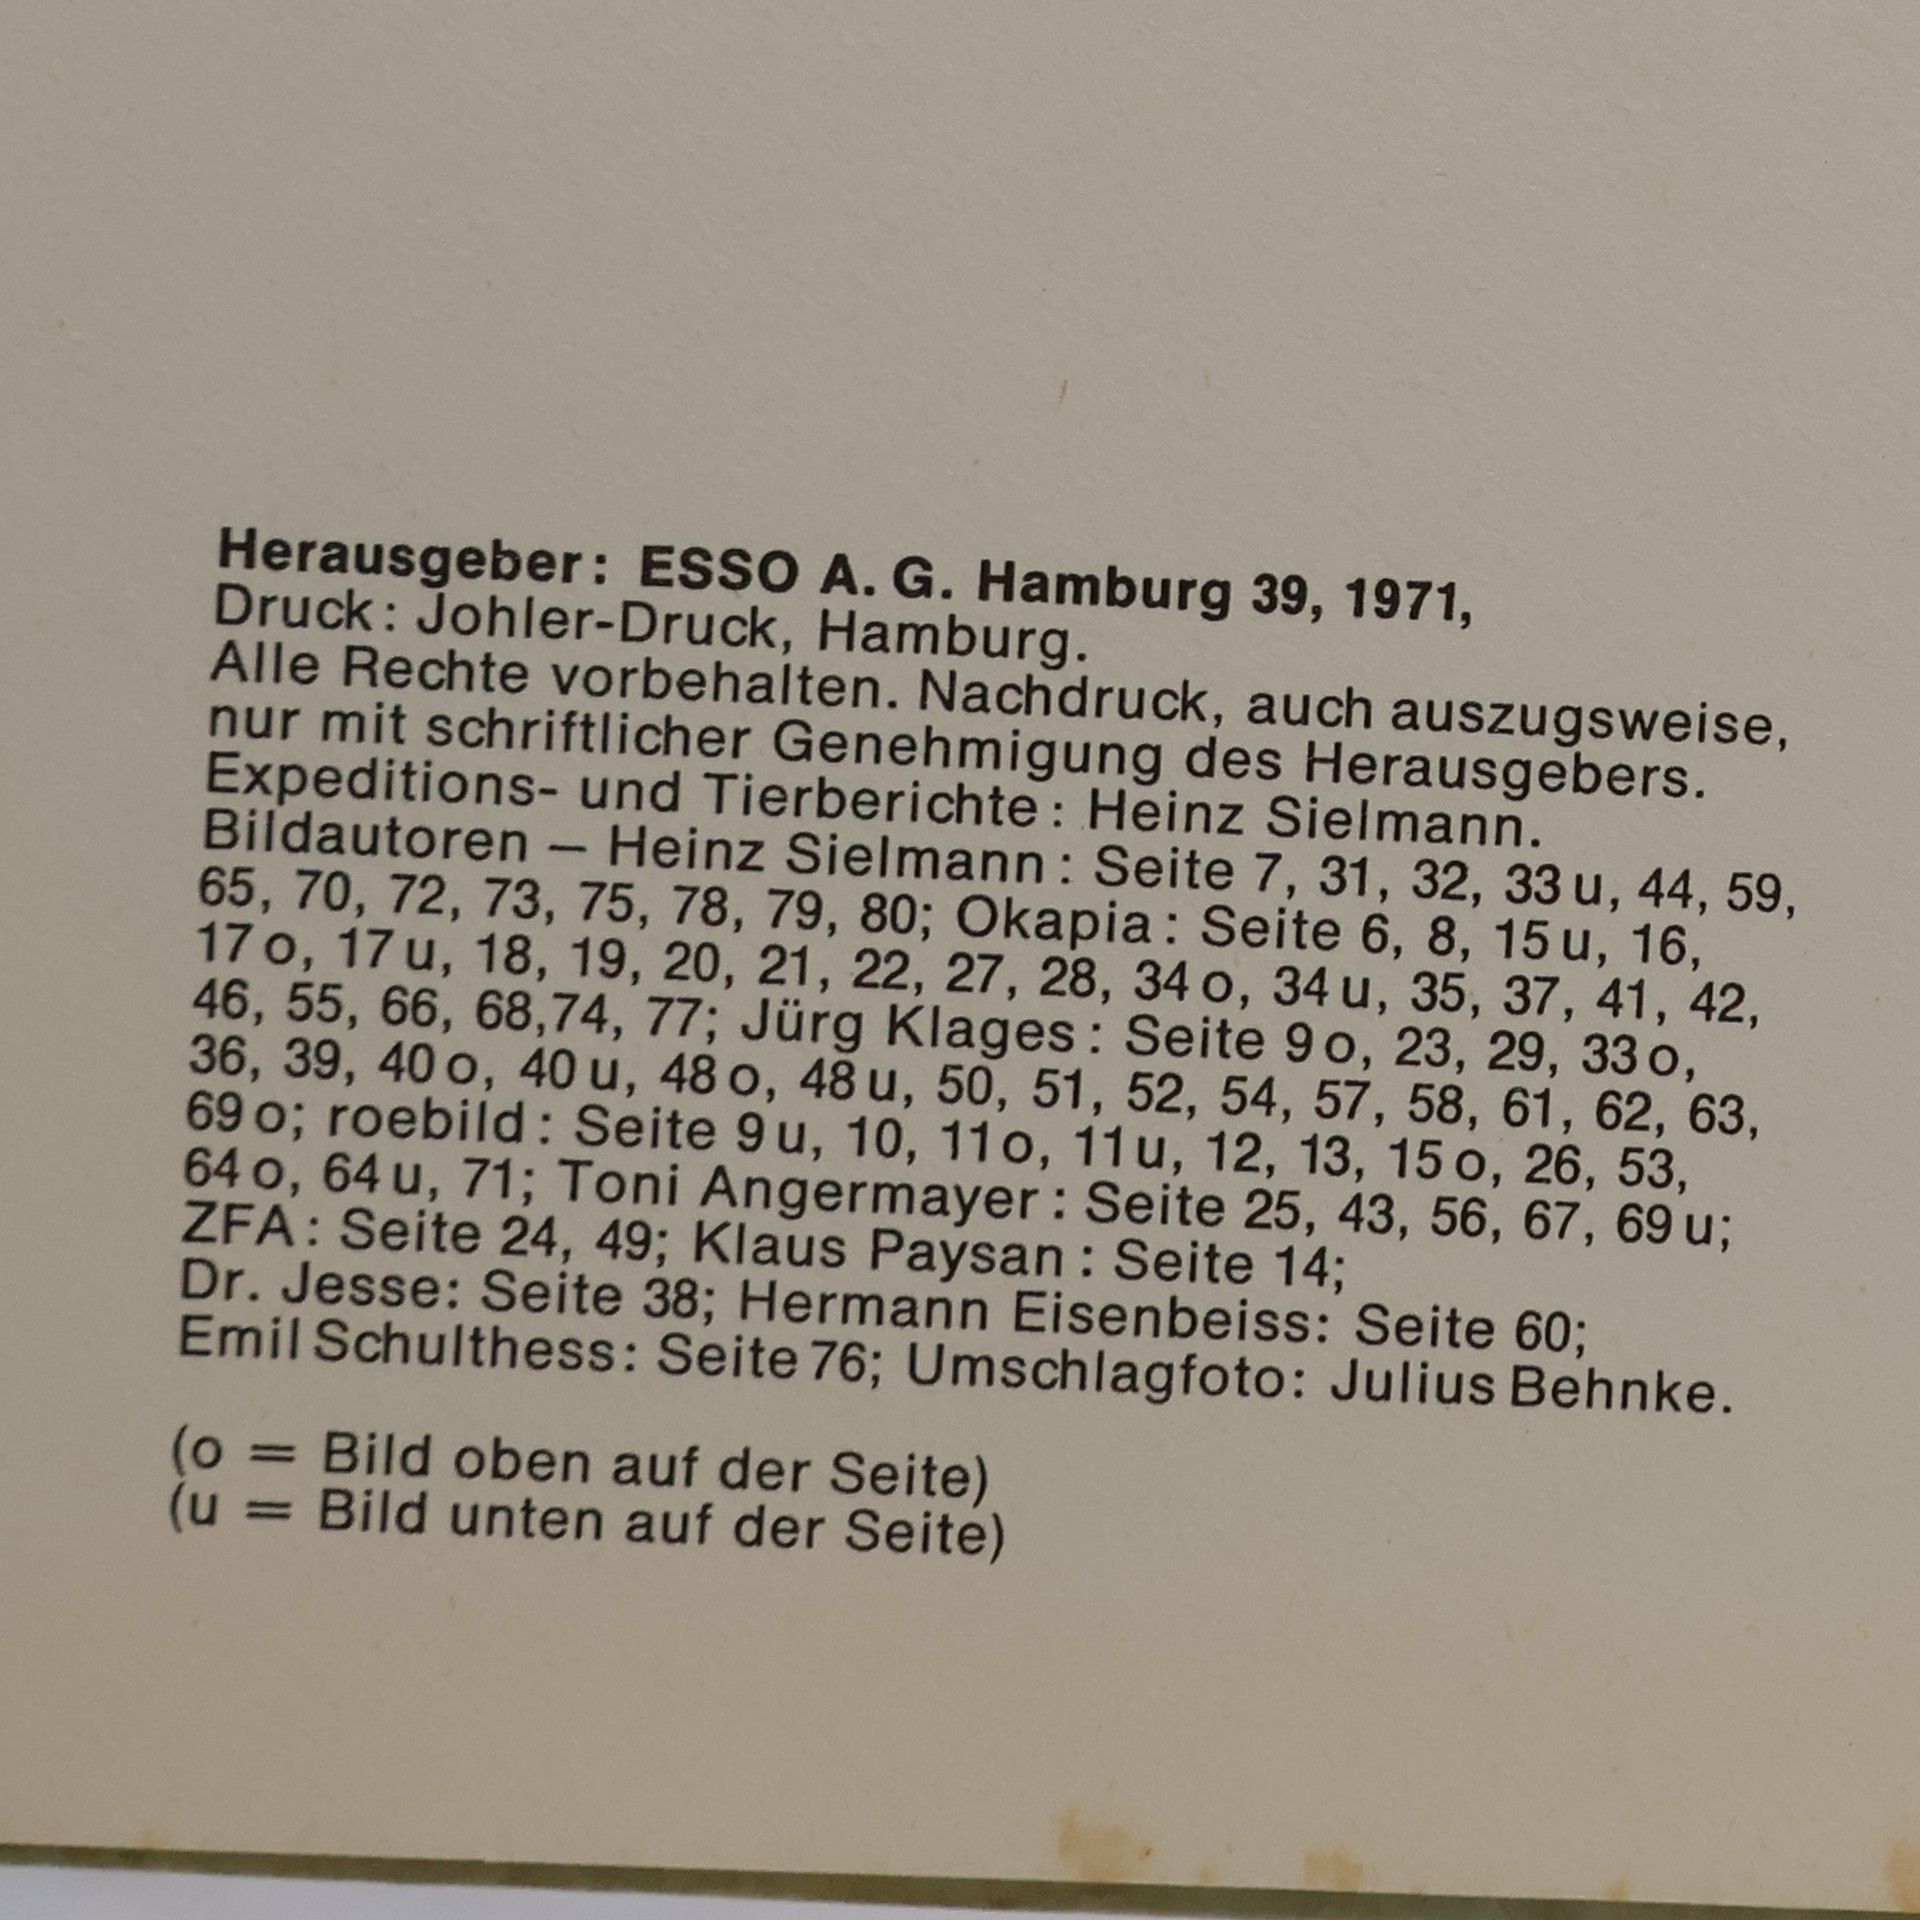 Herausgeber: ESSO A. G. Hamburg 39, 1971,
Druck: Johler-Druck, Hamburg.
Alle Rechte vorbehalten. Nachdruck, auch auszugsweise,
nur mit schriftlicher Genehmigung des Herausgebers.
Expeditions- und Tierberichte: Heinz Sielmann.
Bildautoren – Heinz Sielmann: Seite 7, 31, 32, 33 u, 44, 59,
65, 70, 72, 73, 75, 78, 79, 80; Okapia: Seite 6, 8, 15 u, 16,
17 o, 17 u, 18, 19, 20, 21, 22, 27, 28, 34 o, 34 u, 35, 37, 41, 42,
46, 55, 66, 68,74, 77; Jürg Klages: Seite 9 o, 23, 29, 33 o,
36, 39, 40 o, 40 u, 48 o, 48 u, 50, 51, 52, 54, 57, 58, 61, 62, 63,
69 o; roebild: Seite 9 u, 10, 11 o, 11 u, 12, 13, 15 o, 26, 53,
64 o, 64 u, 71; Toni Angermayer: Seite 25, 43, 56, 67, 69 u;
ZFA: Seite 24, 49; Klaus Paysan: Seite 14;
Dr. Jesse: Seite 38; Hermann Eisenbeiss: Seite 60;
Emil Schulthess: Seite 76; Umschlagfoto: Julius Behnke.
(o = Bild oben auf der Seite)
(u = Bild unten auf der Seite)